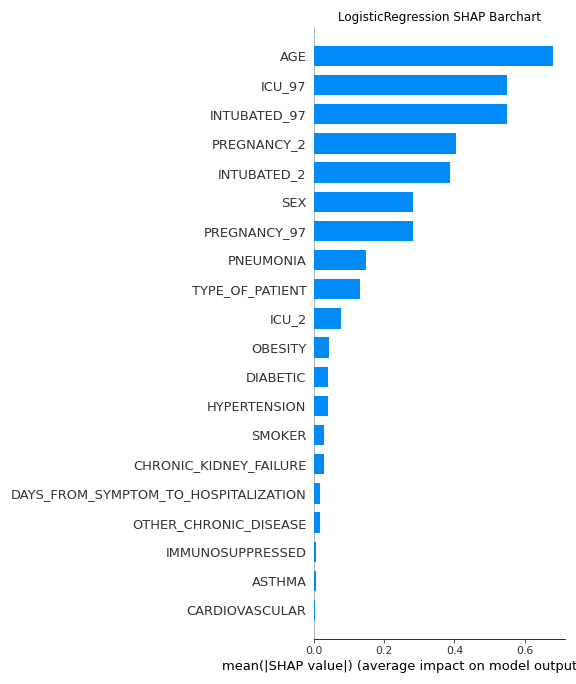 LogisticRegression SHAP Barchart
AGE
ICU_97
INTUBATED_97
PREGNANCY_2
INTUBATED_2
SEX
PREGNANCY_97
PNEUMONIA
TYPE_OF_PATIENT
ICU_2
OBESITY
DIABETIC
HYPERTENSION
SMOKER
CHRONIC_KIDNEY_FAILURE
DAYS_FROM_SYMPTOM_TO_HOSPITALIZATION
OTHER_CHRONIC_DISEASE
IMMUNOSUPPRESSED
ASTHMA
CARDIOVASCULAR
0.0 0.2 0.4 0.6
mean(|SHAP value|) (average impact on model output